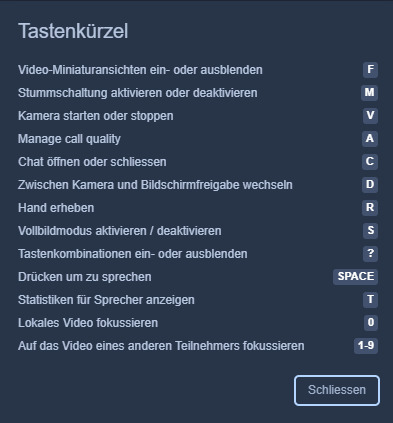 Tastenkürzel
Video-Miniaturansichten ein- oder ausblenden F
Stummschaltung aktivieren oder deaktivieren M
Kamera starten oder stoppen V
Manage call quality A
Chat öffnen oder schliessen C
Zwischen Kamera und Bildschirmfreigabe wechseln D
Hand erheben R
Vollbildmodus aktivieren / deaktivieren S
Tastenkombinationen ein- oder ausblenden ?
Drücken um zu sprechen SPACE
Statistiken für Sprecher anzeigen T
Lokales Video fokussieren 0
Auf das Video eines anderen Teilnehmers fokussieren 1-9
Schliessen